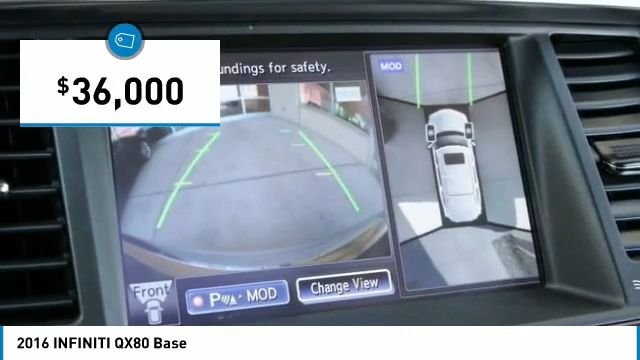 $36,000
undings for safety.
MOD
Front
P MOD
Change View
2016 INFINITI QX80 Base